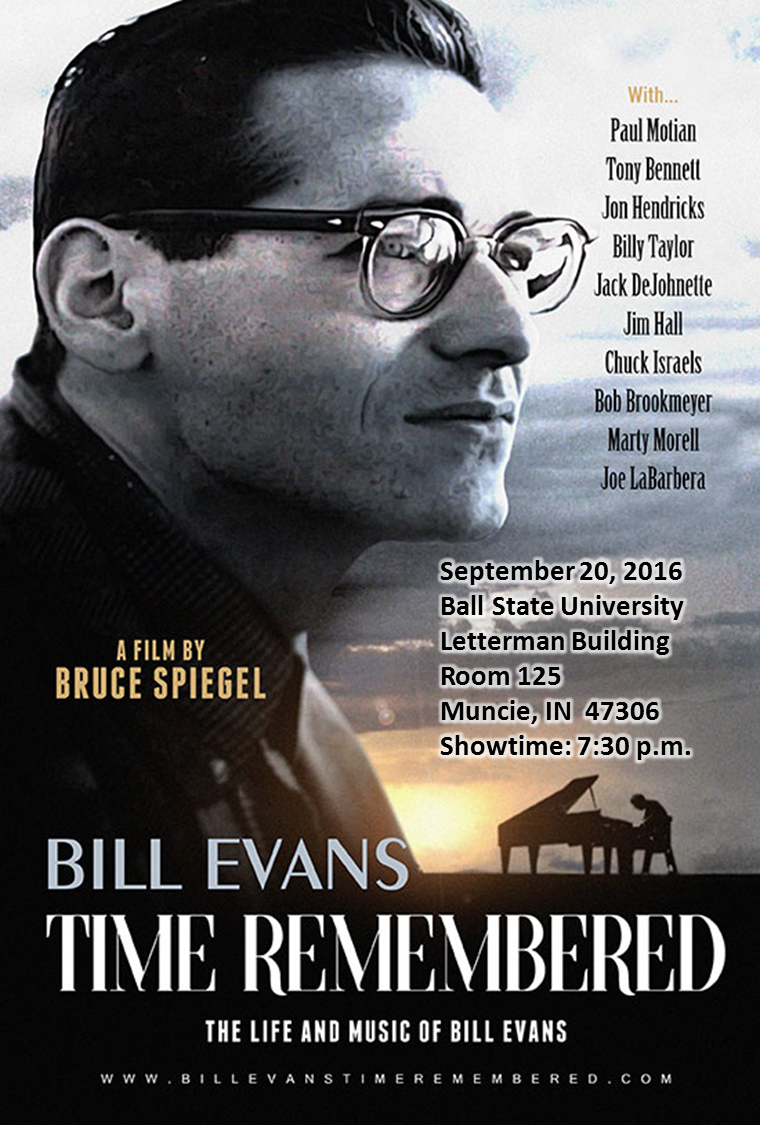 With...
Paul Motian
Tony Bennett
Jon Hendricks
Billy Taylor
Jack DeJohnette
Jim Hall
Chuck Israels
Bob Brookmeyer
Marty Morell
Joe LaBarbera
September 20, 2016
Ball State University
Letterman Building
Room 125
Muncie, IN 47306
Showtime: 7:30 p.m.
A FILM BY
BRUCE SPIEGEL
BILL EVANS
TIME REMEMBERED
THE LIFE AND MUSIC OF BILL EVANS
WWW.BILLEVANSTIMEREMEMBERED.COM